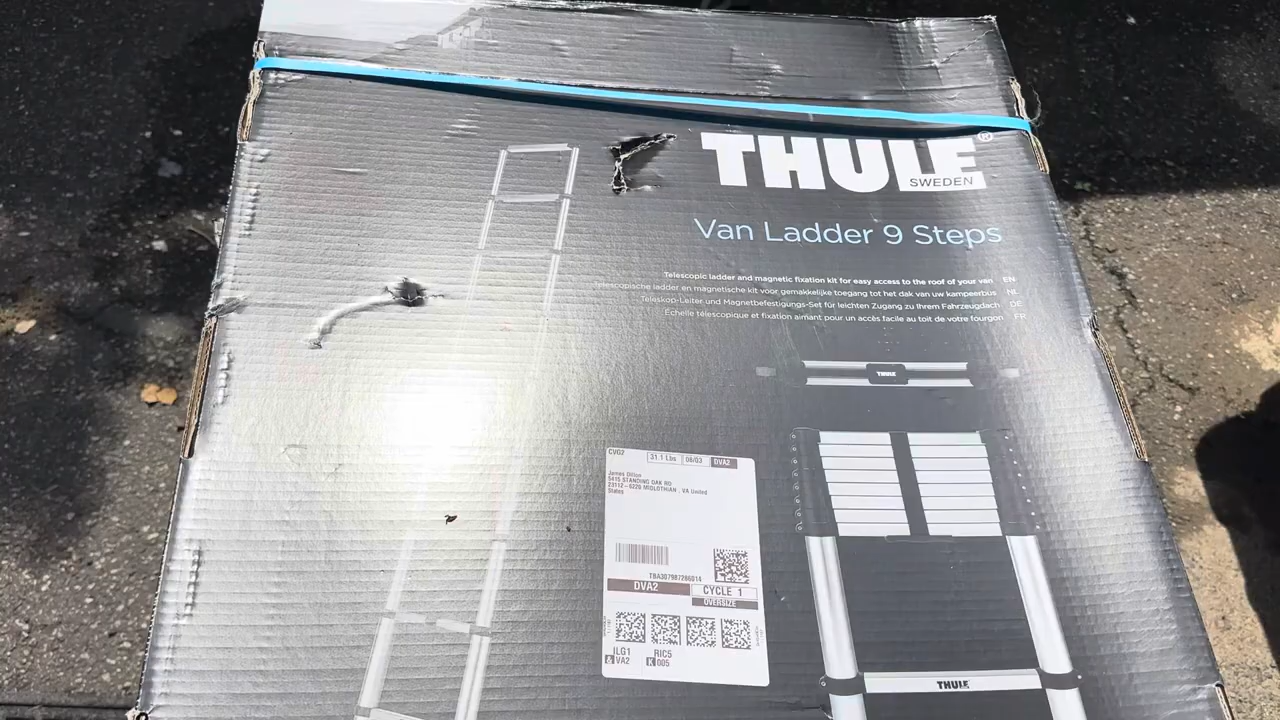 THULE®
SWEDEN
Van Ladder 9 Steps
Telescopic ladder and magnetic fixation kit for easy access to the roof of your van EN
Telescopische ladder en magnetische kit voor gemakkelijke toegang tot het dak van uw kampeerbus NL
Teleskop-Leiter und Magnetbefestigungs-Set für leichten Zugang zu Ihrem Fahrzeugdach DE
Échelle télescopique et fixation aimant pour un accès facile au toit de votre fourgon FR
THULE
CVG2 31.1 Lbs 08/03 DVA2
James Dillon
5415 STANDING OAK RD
23112-6220 MIDLOTHIAN , VA United
States
TBA307987286014
DVA2 CYCLE 1
OVERSIZE
ILG1 RIC5
& VA2 K 005
THULE